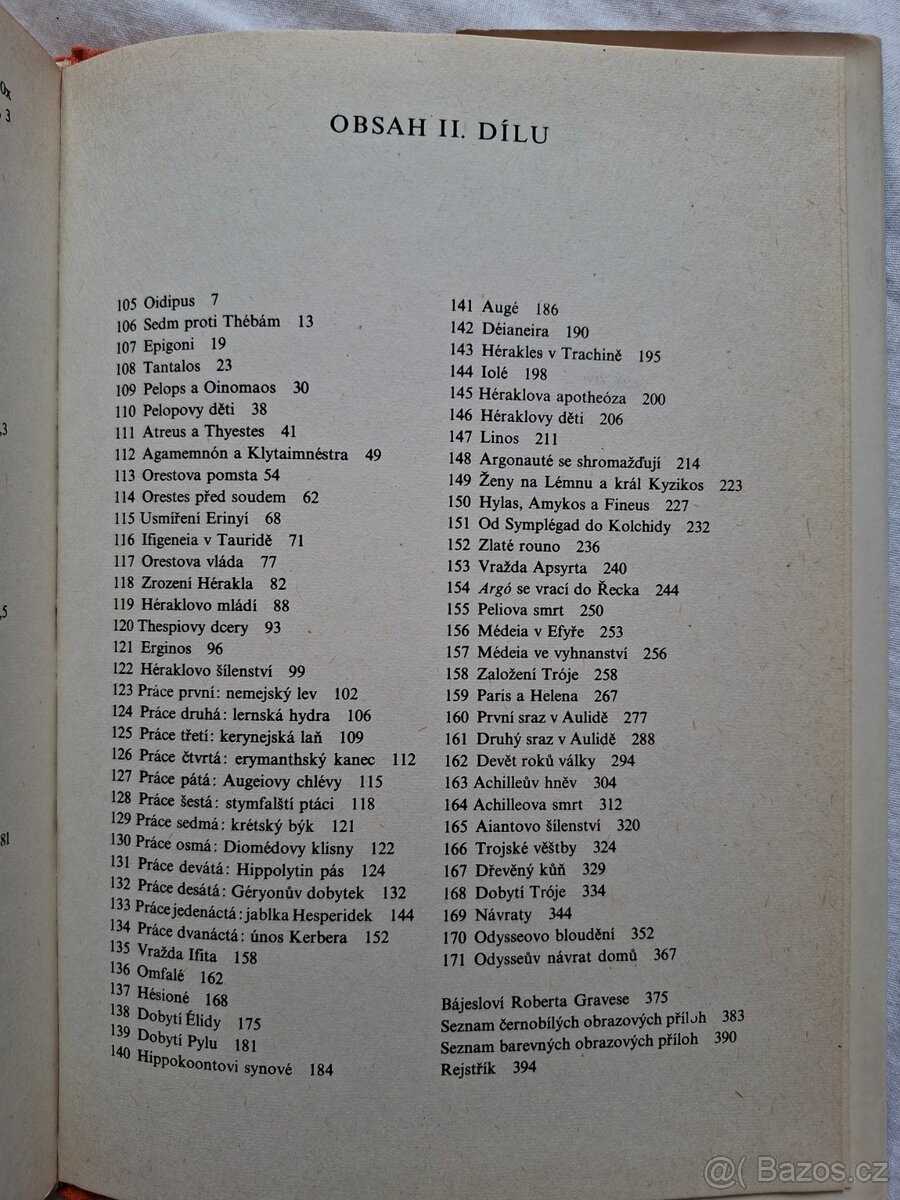 OBSAH II. DÍLU
105 Oidipus 7
106 Sedm proti Thébám 13
107 Epigoni 19
108 Tantalos 23
109 Pelops a Oinomaos 30
110 Pelopovy děti 38
111 Atreus a Thyestes 41
112 Agamemnón a Klytaimnéstra 49
113 Orestova pomsta 54
114 Orestes před soudem 62
115 Usmíření Erinyí 68
116 Ifigeneia v Tauridě 71
117 Orestova vláda 77
118 Zrození Hérakla 82
119 Héraklovo mládí 88
120 Thespiovy dcery 93
121 Erginos 96
122 Héraklovo šílenství 99
123 Práce první: nemejský lev 102
124 Práce druhá: lernská hydra 106
125 Práce třetí: kerynejská laň 109
126 Práce čtvrtá: erymanthský kanec 112
127 Práce pátá: Augeiovy chlévy 115
128 Práce šestá: stymfalští ptáci 118
129 Práce sedmá: krétský býk 121
130 Práce osmá: Diomédovy klisny 122
131 Práce devátá: Hippolytin pás 124
132 Práce desátá: Géryonův dobytek 132
133 Práce jedenáctá: jablka Hesperidek 144
134 Práce dvanáctá: únos Kerbera 152
135 Vražda Ifita 158
136 Omfalé 162
137 Hésioné 168
138 Dobytí Élidy 175
139 Dobytí Pylu 181
140 Hippokoontovi synové 184
141 Augé 186
142 Déianeira 190
143 Hérakles v Trachině 195
144 Iolé 198
145 Héraklova apotheóza 200
146 Héraklovy děti 206
147 Linos 211
148 Argonauté se shromažďují 214
149 Ženy na Lémnu a král Kyzikos 223
150 Hylas, Amykos a Fineus 227
151 Od Symplégad do Kolchidy 232
152 Zlaté rouno 236
153 Vražda Apsyrta 240
154 Argó se vrací do Řecka 244
155 Peliova smrt 250
156 Médeia v Efyře 253
157 Médeia ve vyhnanství 256
158 Založení Tróje 258
159 Paris a Helena 267
160 První sraz v Aulidě 277
161 Druhý sraz v Aulidě 288
162 Devět roků války 294
163 Achilleův hněv 304
164 Achilleova smrt 312
165 Aiantovo šílenství 320
166 Trojské věštby 324
167 Dřevěný kůň 329
168 Dobytí Tróje 334
169 Návraty 344
170 Odysseovo bloudění 352
171 Odysseův návrat domů 367
Bájesloví Roberta Gravese 375
Seznam černobílých obrazových příloh 383
Seznam barevných obrazových příloh 390
Rejstřík 394
@( Bazos.cz